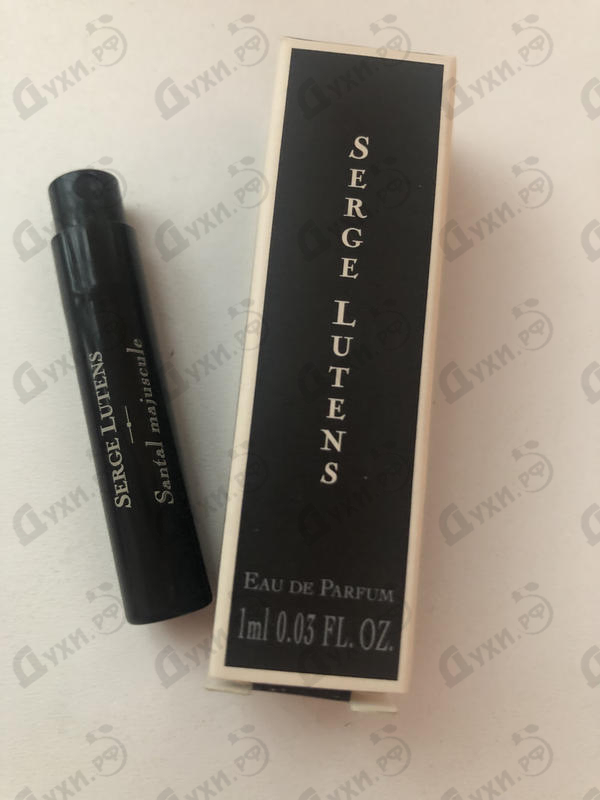 SERGE LUTENS
Santal majuscule
SERGE LUTENS
EAU DE PARFUM
1ml 0.03 FL. OZ.
Духи.РФ